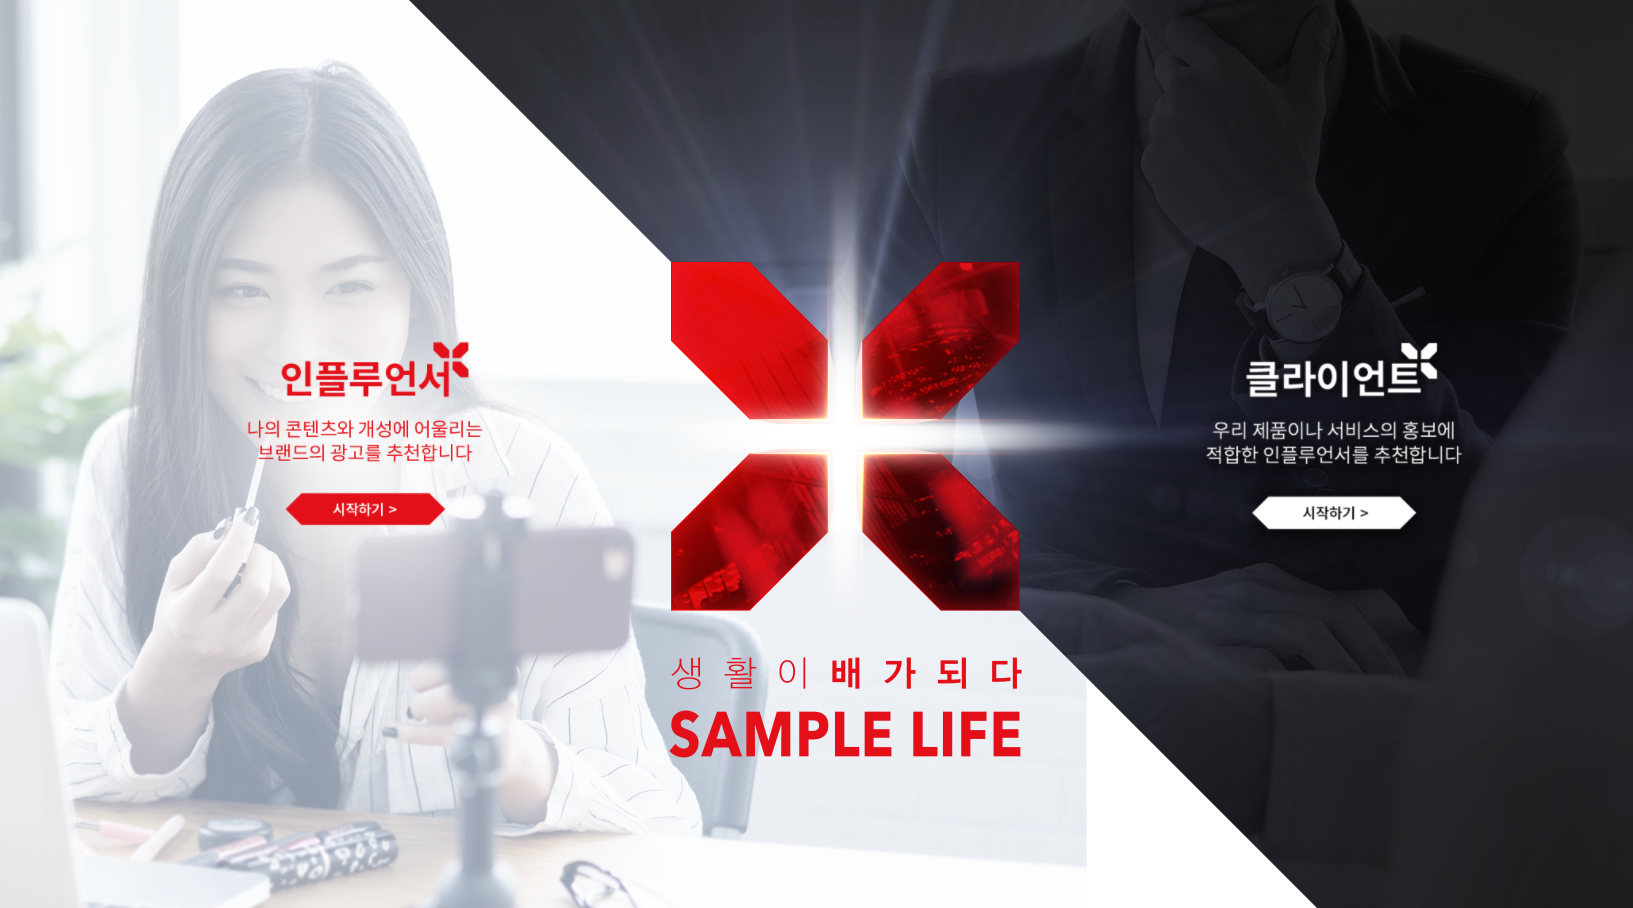 인플루언서
나의 콘텐츠와 개성에 어울리는
브랜드의 광고를 추천합니다
시작하기 >
클라이언트
우리 제품이나 서비스의 홍보에
적합한 인플루언서를 추천합니다
시작하기 >
생활이 배가되다
SAMPLE LIFE